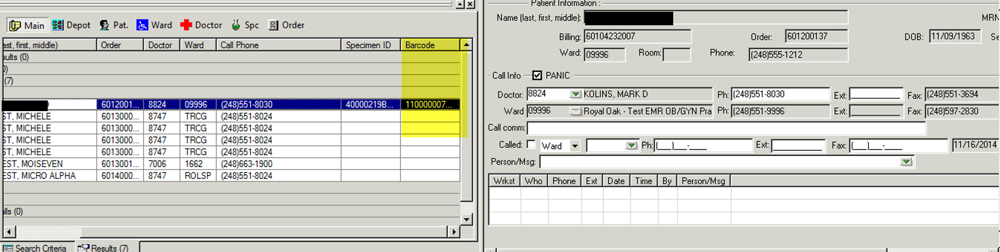 Main Depot Pat. Ward Doctor Spc Order
ast, first, middle) Order Doctor Ward Call Phone Specimen ID Barcode
sults (0)
0)
(7)
6012001... 8824 09996 (248)551-8030 40000219B... 110000007...
ST, MICHELE 6013000... 8747 TRCG (248)551-8024
ST, MICHELE 6013000... 8747 TRCG (248)551-8024
ST, MICHELE 6013000... 8747 TRCG (248)551-8024
ST, MICHELE 6013000... 8747 TRCG (248)551-8024
EST, MOISEVEN 6013001... 7006 1662 (248)663-1900
EST, MICRO ALPHA 6014000... 8747 ROLSP (248)551-8024
alls (0)
Search Criteria Results (7)
Patient Information :
Name (last, first, middle): MRN
Billing: 60104232007 Order: 601200137 DOB: 11/09/1963 Se
Ward: 09996 Room: Phone: (248)555-1212
Call Info PANIC
Doctor: 8824 KOLINS, MARK D Ph: (248)551-8030 Ext: Fax: (248)551-3694
Ward 09996 Royal Oak - Test EMR OB/GYN Pra Ph: (248)551-9996 Ext: Fax: (248)597-2830
Call comm:
Called: Ward Ph: (___)___-____ Ext: Fax: (___)___-____ 11/16/2014
Person/Msg:
Wrkst Who Phone Ext Date Time By Person/Msg